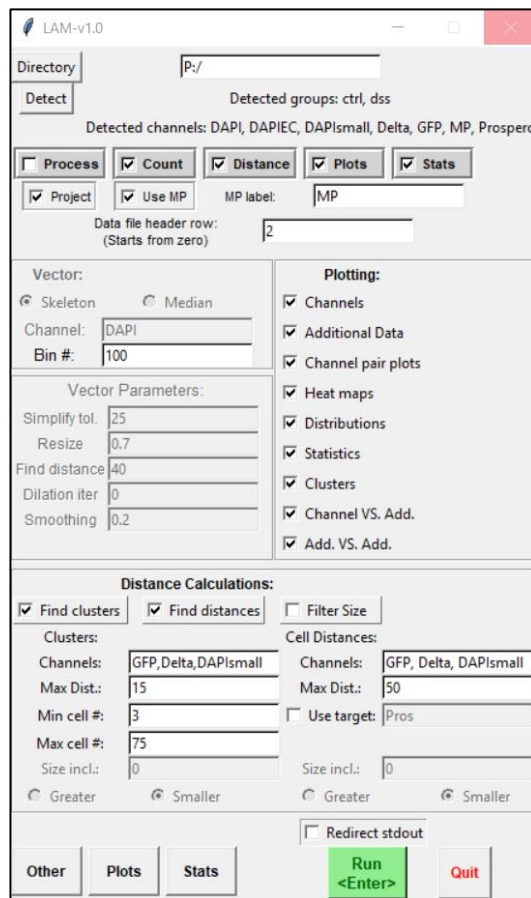 LAM-v1.0
Directory P:/
Detect Detected groups: ctrl, dss
Detected channels: DAPI, DAPIEC, DAPIsmall, Delta, GFP, MP, Prospero
Process Count Distance Plots Stats
Project Use MP MP label: MP
Data file header row: 2
(Starts from zero)
Vector:
Skeleton Median
Channel: DAPI
Bin #: 100
Vector Parameters:
Simplify tol. 25
Resize 0.7
Find distance 40
Dilation iter 0
Smoothing 0.2
Plotting:
Channels
Additional Data
Channel pair plots
Heat maps
Distributions
Statistics
Clusters
Channel VS. Add.
Add. VS. Add.
Distance Calculations:
Find clusters Find distances Filter Size
Clusters:
Channels: GFP,Delta,DAPIsmall
Max Dist.: 15
Min cell #: 3
Max cell #: 75
Size incl.: 0
Greater Smaller
Cell Distances:
Channels: GFP, Delta, DAPIsmall
Max Dist.: 50
Use target: Pros
Size incl.: 0
Greater Smaller
Redirect stdout
Other Plots Stats Run Quit
<Enter>